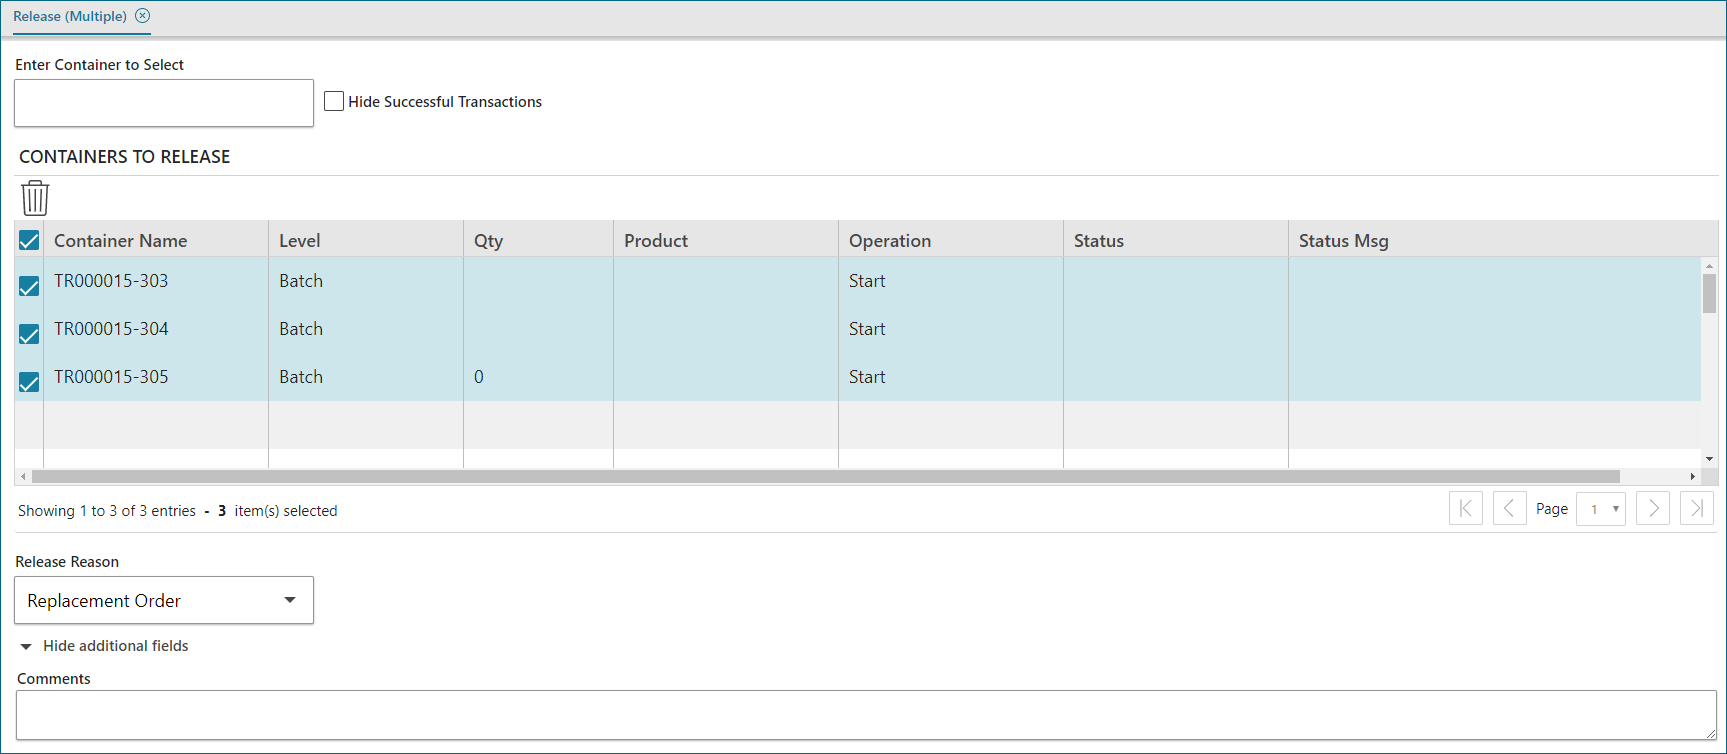 Release (Multiple)
Enter Container to Select
Hide Successful Transactions
CONTAINERS TO RELEASE
Container Name Level Qty Product Operation Status Status Msg
TR000015-303 Batch Start
TR000015-304 Batch Start
TR000015-305 Batch 0 Start
Showing 1 to 3 of 3 entries - 3 item(s) selected Page 1
Release Reason
Replacement Order
Hide additional fields
Comments